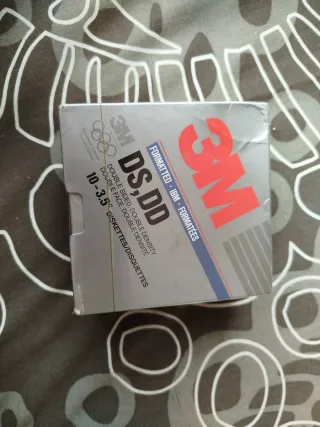 3M
FORMATTED - IBM - FORMATÉES
3M
DS, DD
DOUBLE SIDED, DOUBLE DENSITY
DOUBLE FACE, DOUBLE DENSITÉ
10 - 3.5" DISKETTES/DISQUETTES